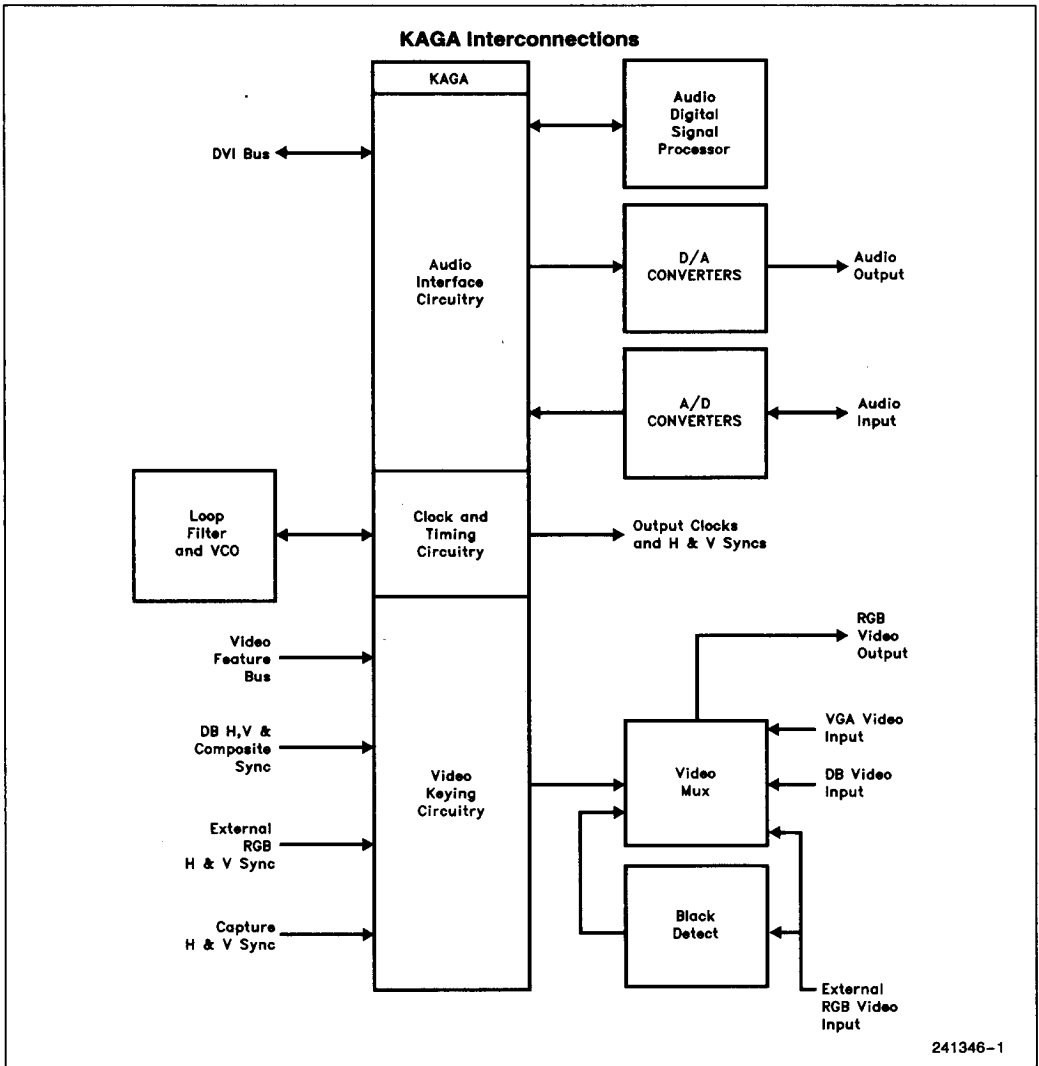 KAGA Interconnections
KAGA
Audio
Digital
Signal
Processor
DVI Bus
Audio
Interface
Circuitry
D/A
CONVERTERS
Audio
Output
A/D
CONVERTERS
Audio
Input
Loop
Filter
and VCO
Clock and
Timing
Circuitry
Output Clocks
and H & V Syncs
Video
Feature
Bus
RGB
Video
Output
DB H,V &
Composite
Sync
Video
Keying
Circuitry
Video
Mux
VGA Video
Input
DB Video
Input
External
RGB
H & V Sync
Capture
H & V Sync
Black
Detect
External
RGB Video
Input
241346-1